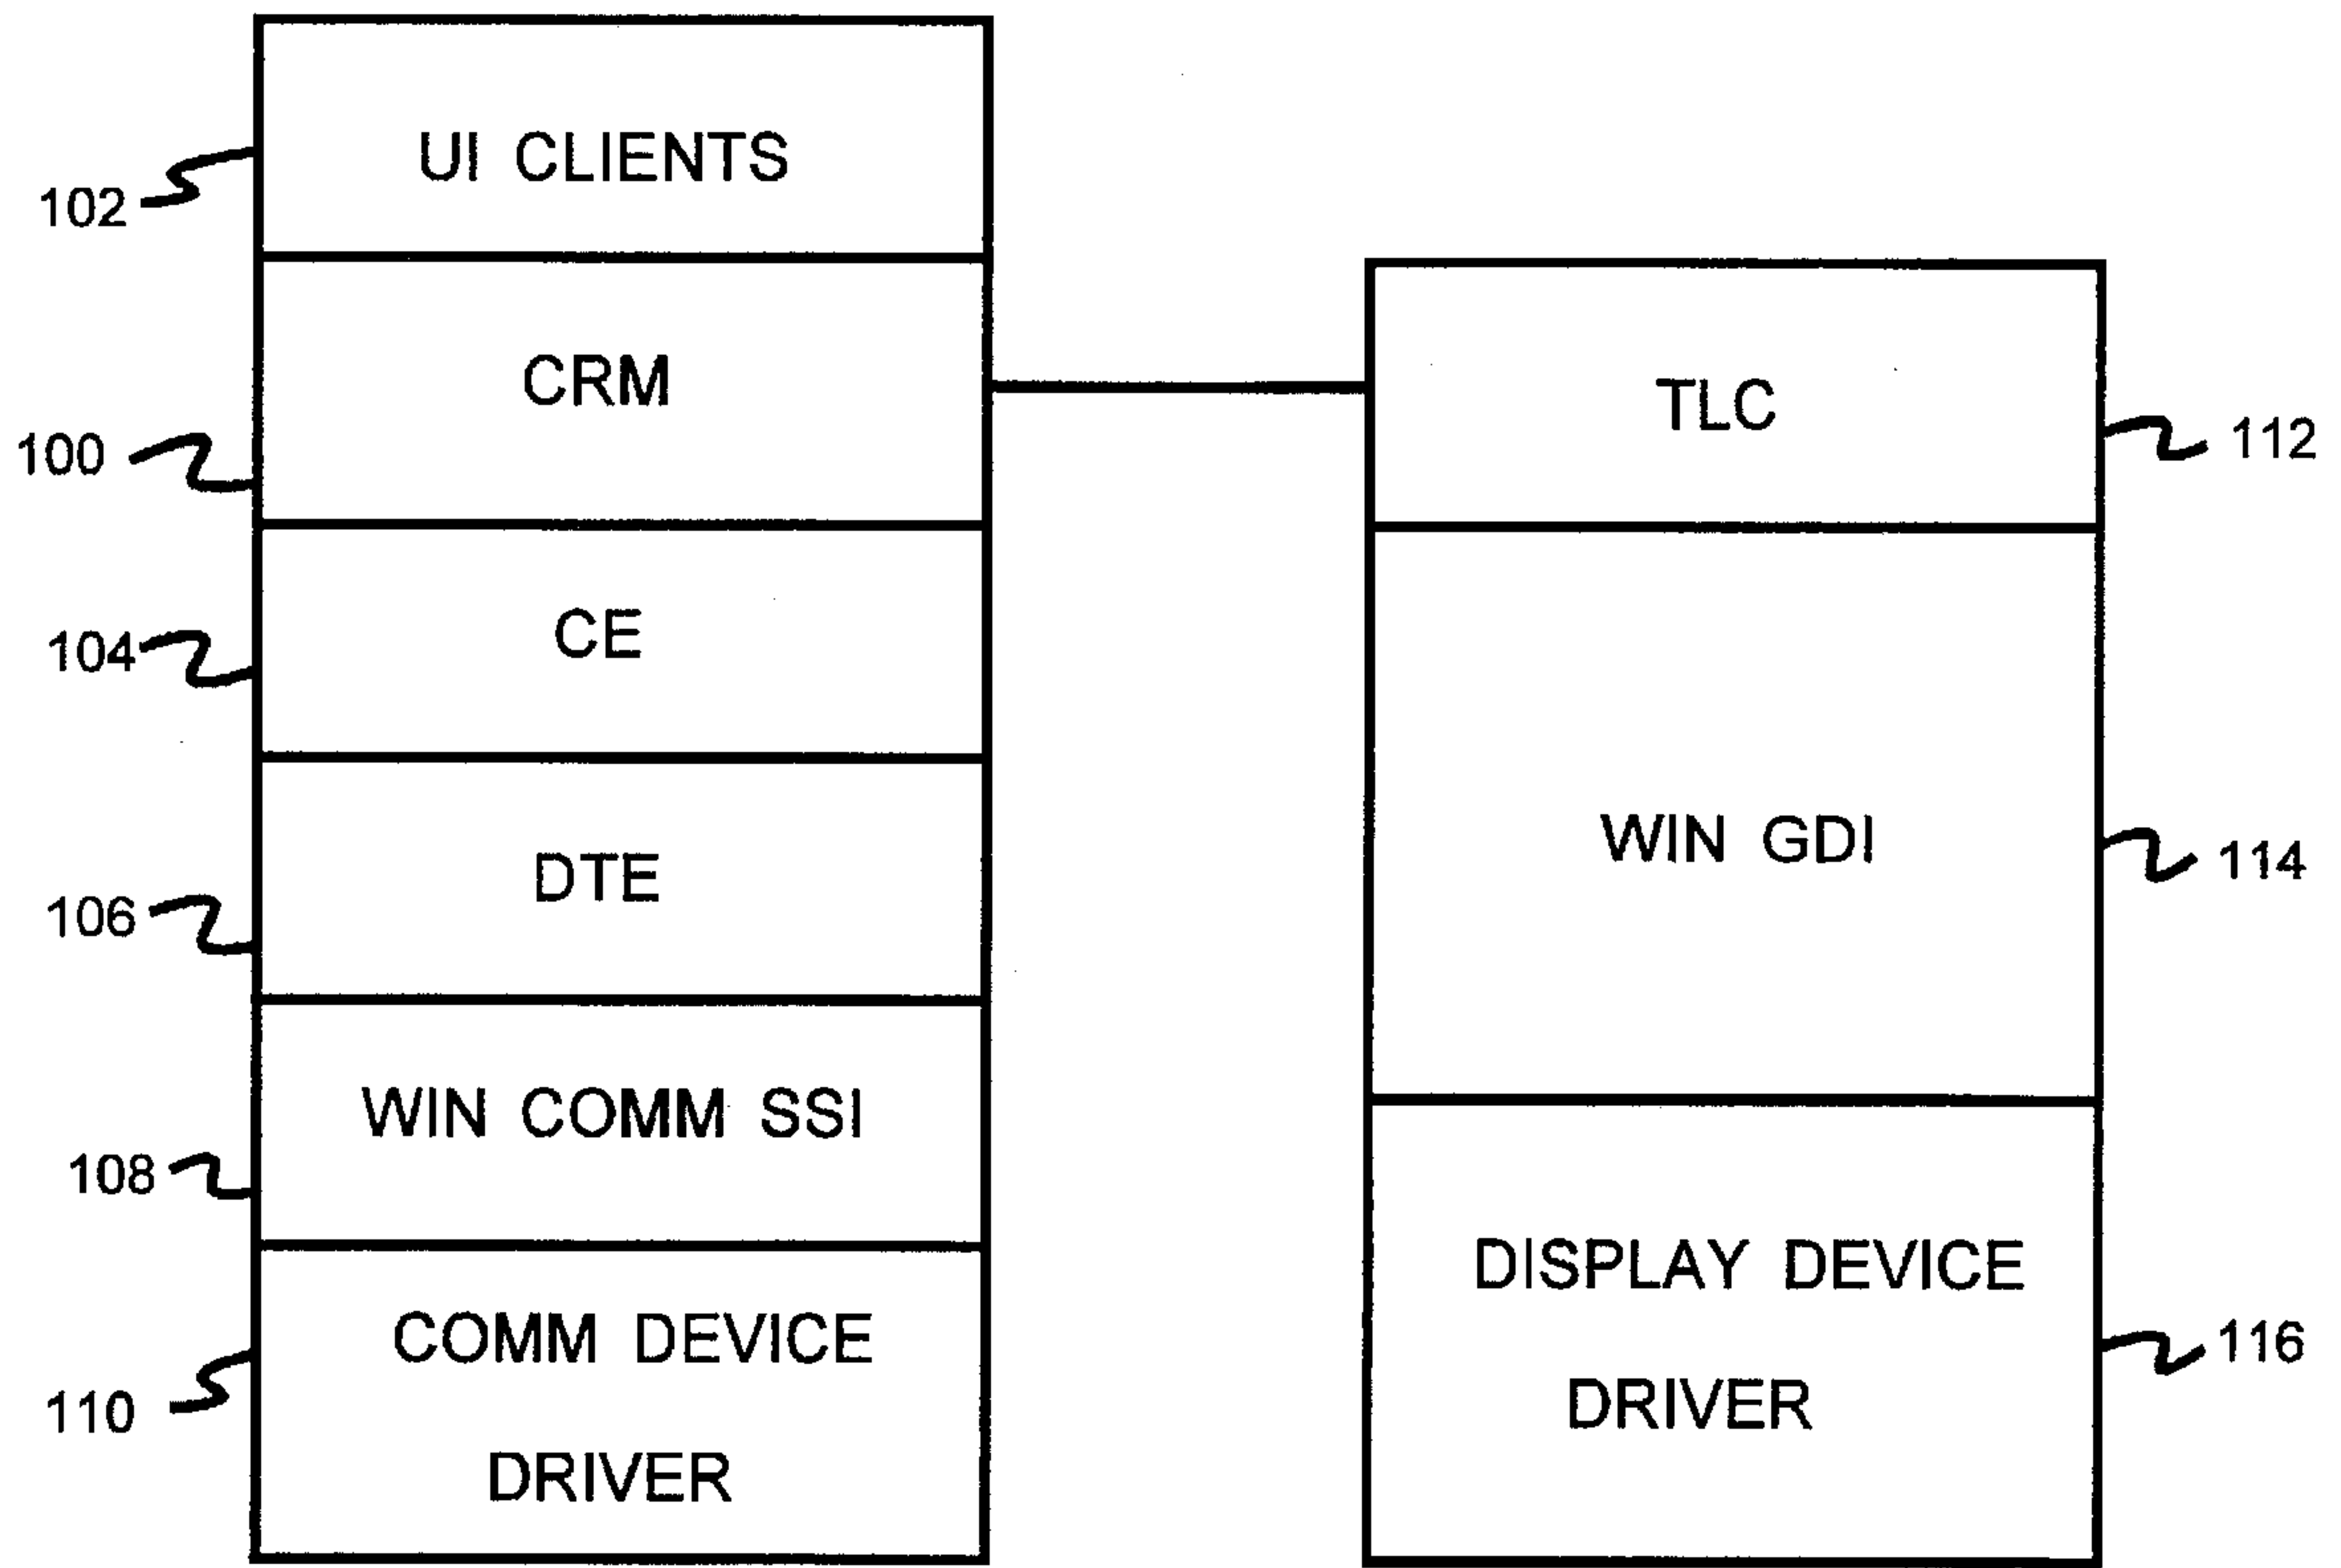 UI CLIENTS
102
CRM
100
CE
104
DTE
106
WIN COMM SSI
108
COMM DEVICE
DRIVER
110
TLC
112
WIN GDI
114
DISPLAY DEVICE
DRIVER
116